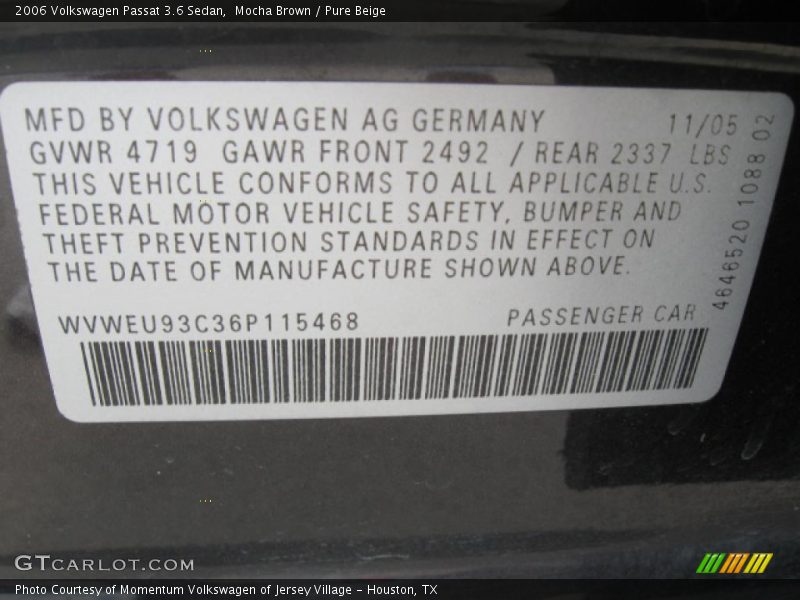 2006 Volkswagen Passat 3.6 Sedan,  Mocha Brown / Pure Beige
MFD BY VOLKSWAGEN AG GERMANY 11/05
GVWR 4719 GAWR FRONT 2492 / REAR 2337 LBS
THIS VEHICLE CONFORMS TO ALL APPLICABLE U.S.
FEDERAL MOTOR VEHICLE SAFETY, BUMPER AND
THEFT PREVENTION STANDARDS IN EFFECT ON
THE DATE OF MANUFACTURE SHOWN ABOVE.
4646520 1088 02
WVWEU93C36P115468 PASSENGER CAR
GTCARLOT.COM
Photo Courtesy of Momentum Volkswagen of Jersey Village – Houston, TX